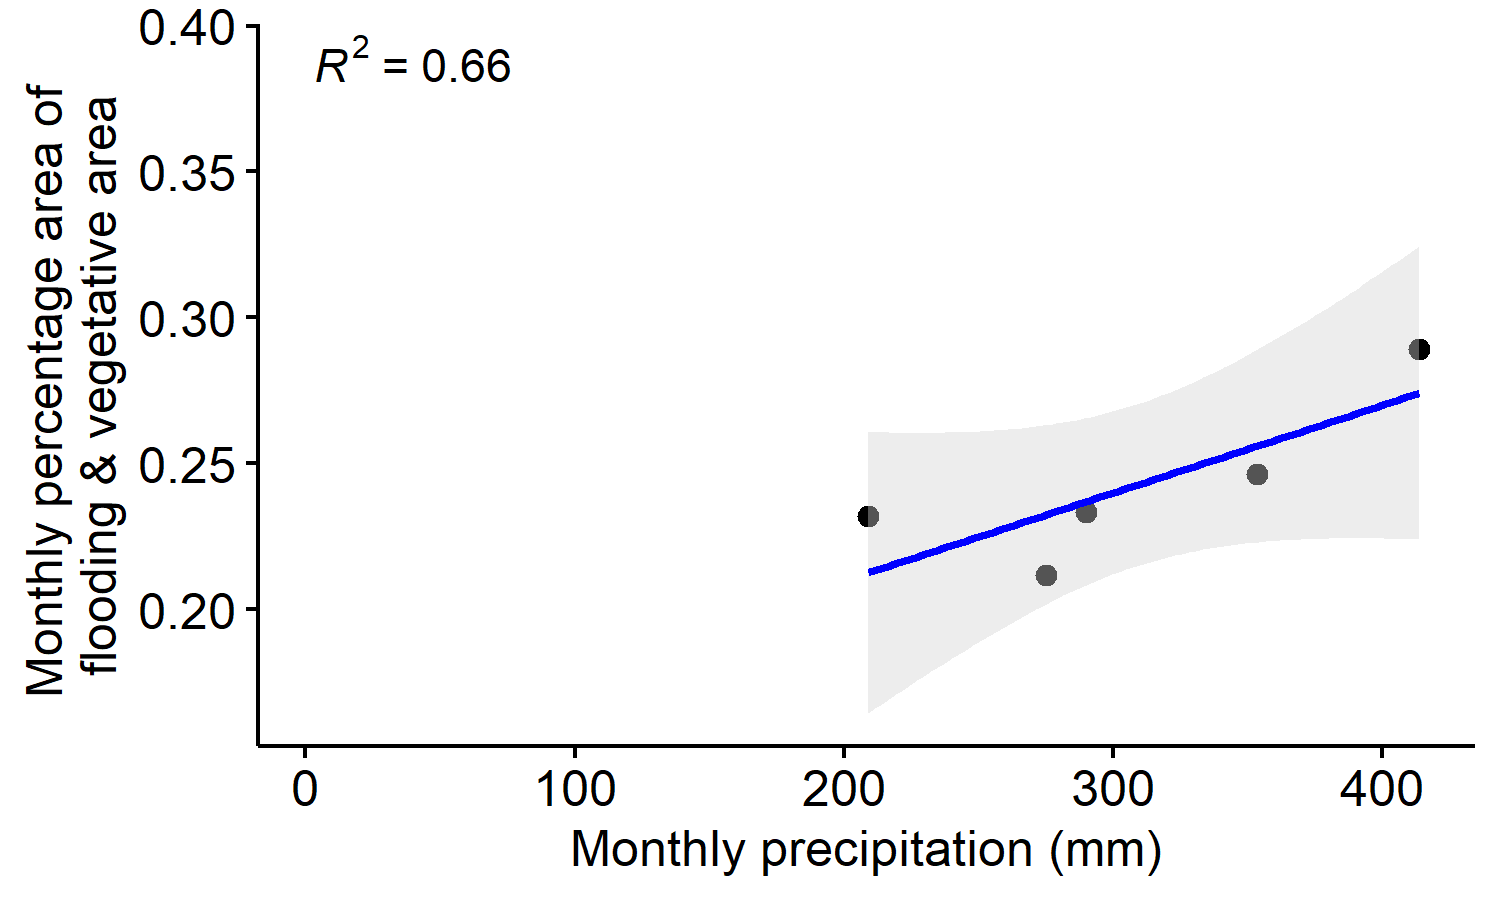 R² = 0.66
Monthly percentage area of
flooding & vegetative area
0.40
0.35
0.30
0.25
0.20
0 100 200 300 400
Monthly precipitation (mm)